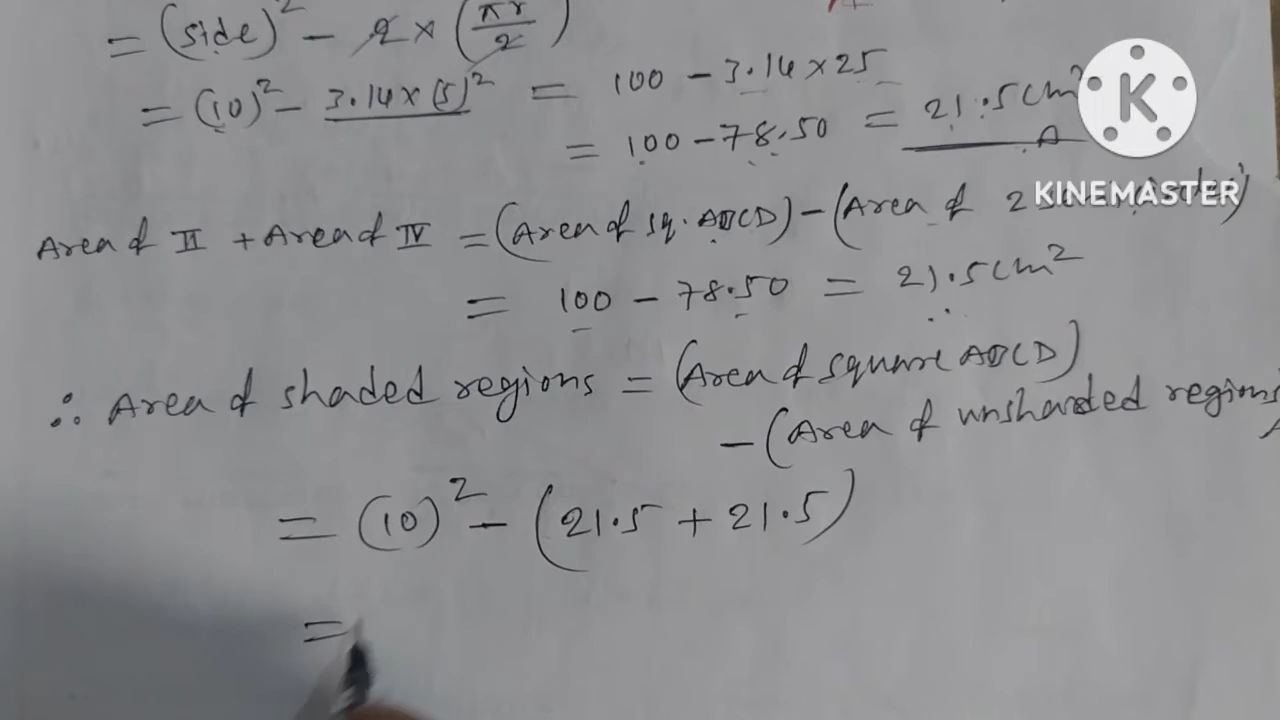 = (side)² - 2 × (πr/2)
= (10)² - 3.14 × (5)² = 100 - 3.14 × 25
= 100 - 78.50 = 21.5 cm²
K
KINEMASTER
Area of II + Area of IV = (Area of sq. ABCD) - (Area of 2
= 100 - 78.50 = 21.5 cm²
∴ Area of shaded regions = (Area of square ABCD)
- (Area of unsharded regions
= (10)² - (21.5 + 21.5)
=